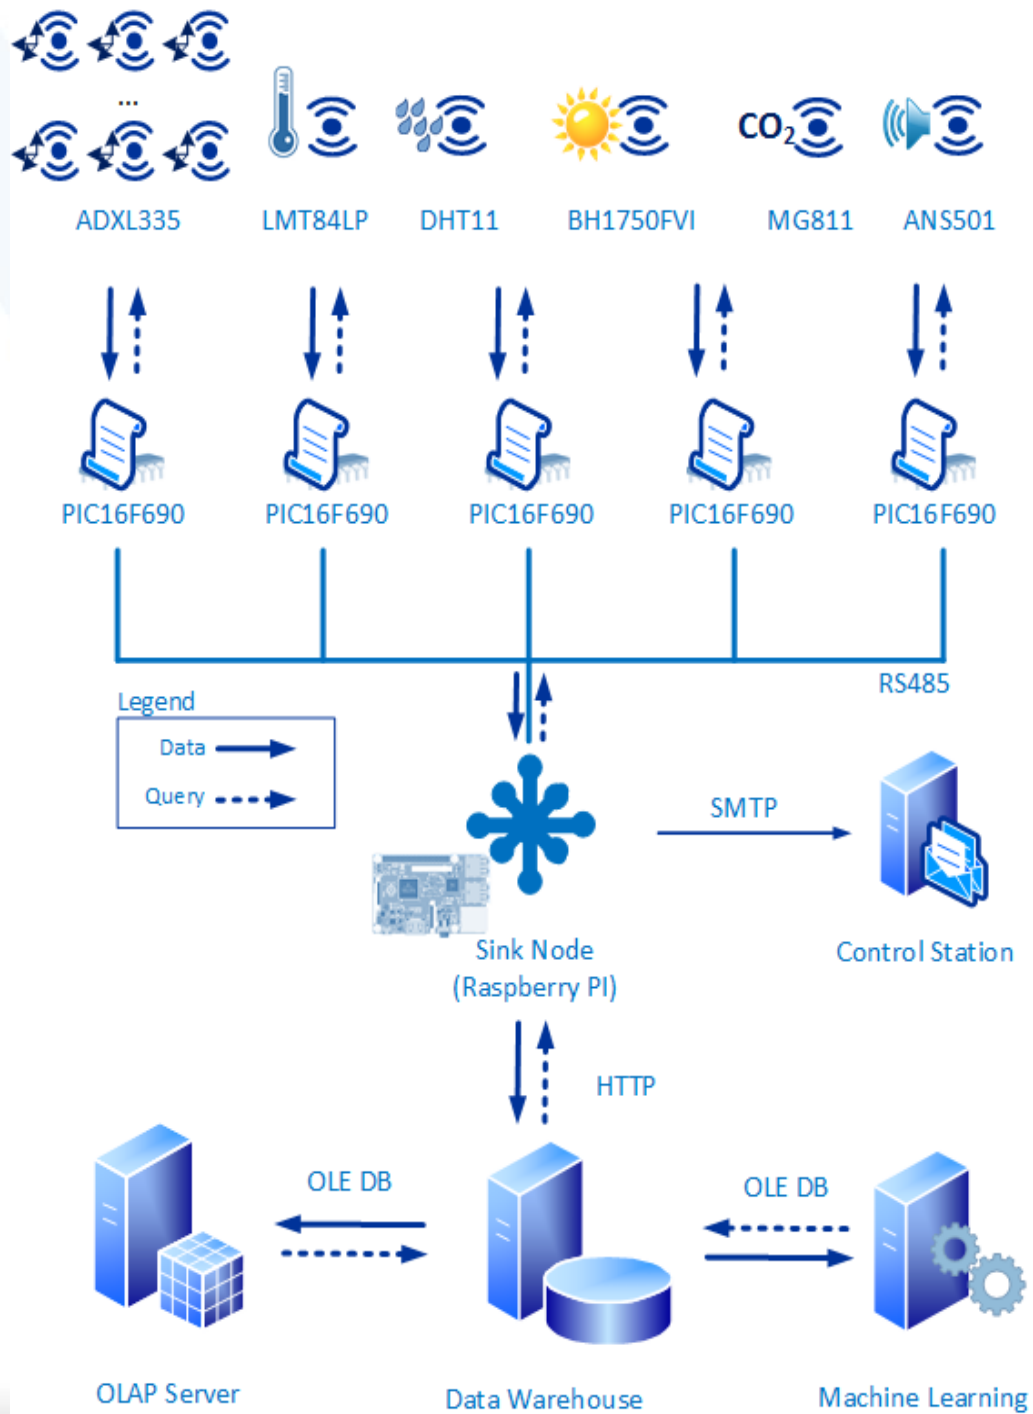 ...
CO2
ADXL335
LMT84LP
DHT11
BH1750FVI
MG811
ANS501
PIC16F690
PIC16F690
PIC16F690
PIC16F690
PIC16F690
RS485
Legend
Data
Query
SMTP
Sink Node
(Raspberry PI)
Control Station
HTTP
OLE DB
OLE DB
OLAP Server
Data Warehouse
Machine Learning